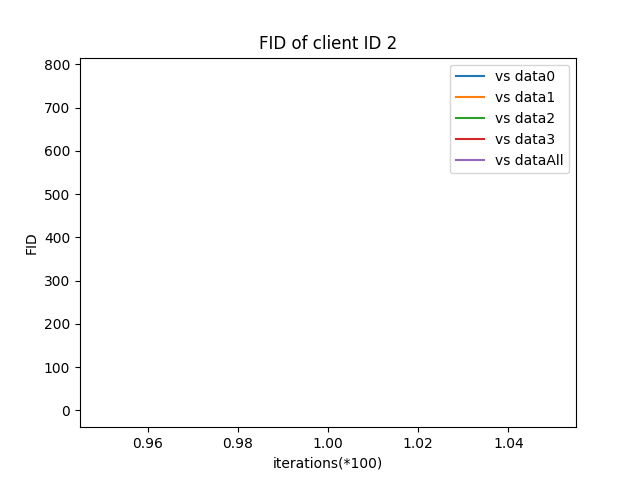 FID of client ID 2
800
700
600
500
400
300
200
100
0
FID
vs data0
vs data1
vs data2
vs data3
vs dataAll
0.96 0.98 1.00 1.02 1.04
iterations(*100)